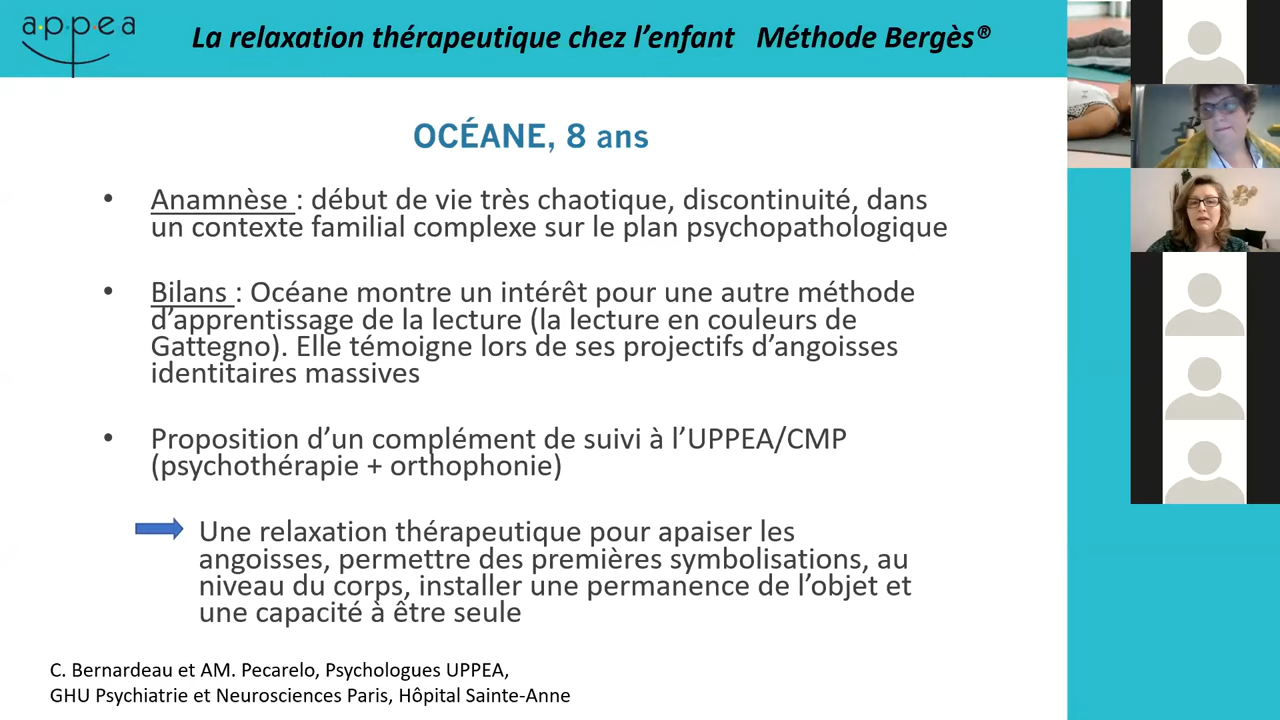 appea
La relaxation thérapeutique chez l’enfant Méthode Bergès®
OCÉANE, 8 ans
• Anamnèse : début de vie très chaotique, discontinuité, dans
un contexte familial complexe sur le plan psychopathologique
• Bilans : Océane montre un intérêt pour une autre méthode
d’apprentissage de la lecture (la lecture en couleurs de
Gattegno). Elle témoigne lors de ses projectifs d’angoisses
identitaires massives
• Proposition d’un complément de suivi à l’UPPEA/CMP
(psychothérapie + orthophonie)
Une relaxation thérapeutique pour apaiser les
angoisses, permettre des premières symbolisations, au
niveau du corps, installer une permanence de l’objet et
une capacité à être seule
C. Bernardeau et AM. Pecarelo, Psychologues UPPEA,
GHU Psychiatrie et Neurosciences Paris, Hôpital Sainte-Anne